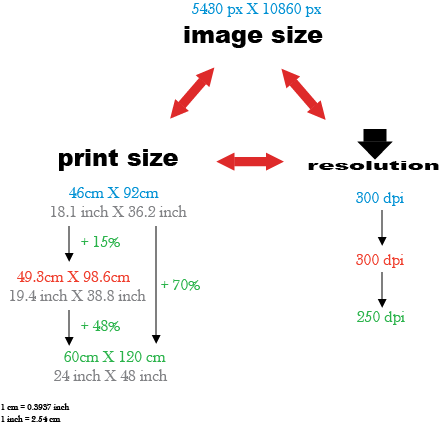 5430 px X 10860 px
image size
print size
resolution
46cm X 92cm
18.1 inch X 36.2 inch
300 dpi
+ 15%
49.3cm X 98.6cm
19.4 inch X 38.8 inch
300 dpi
+ 70%
+ 48%
60cm X 120 cm
24 inch X 48 inch
250 dpi
1 cm = 0.3937 inch
1 inch = 2.54 cm